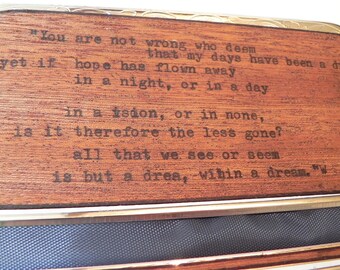 "You are not wrong who deem
that my days have been a d
yet if hope has flown away
in a night, or in a day
in a vision, or in none,
is it therefore the less gone?
all that we see or seem
is but a drea, within a dream."W